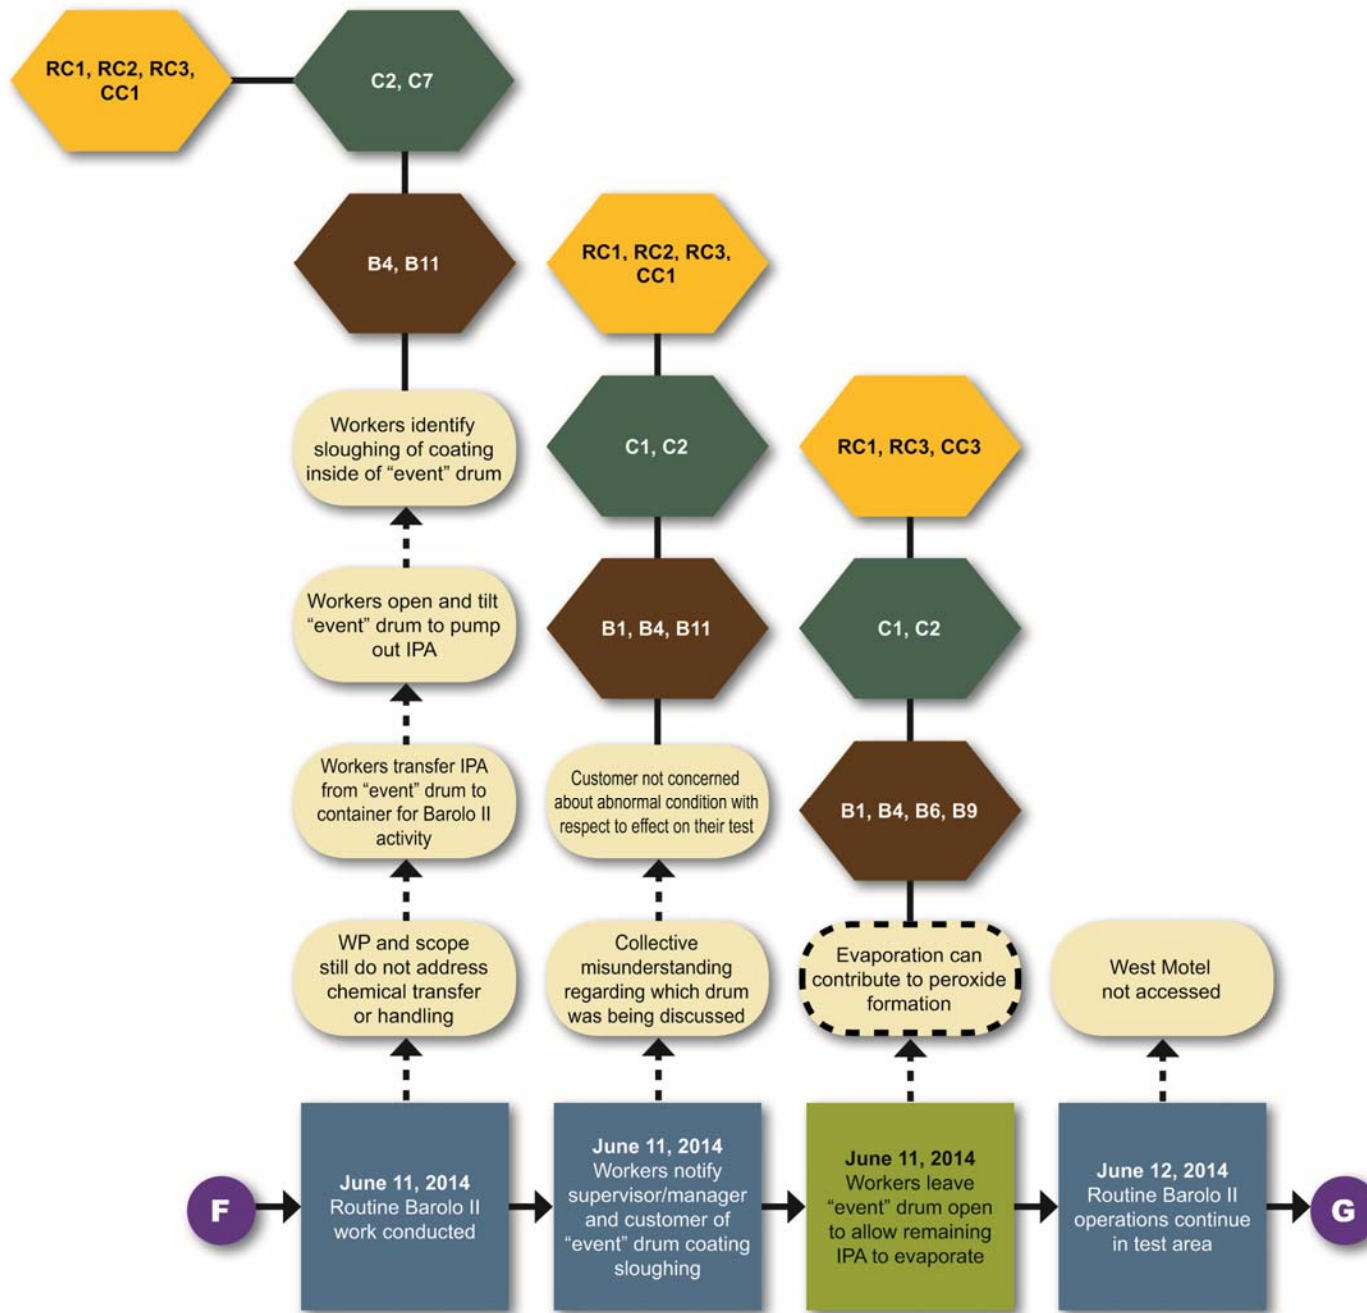 RC1, RC2, RC3,
CC1
C2, C7
B4, B11
Workers identify
sloughing of coating
inside of “event” drum
Workers open and tilt
“event” drum to pump
out IPA
Workers transfer IPA
from “event” drum to
container for Barolo II
activity
WP and scope
still do not address
chemical transfer
or handling
RC1, RC2, RC3,
CC1
C1, C2
B1, B4, B11
Customer not concerned
about abnormal condition with
respect to effect on their test
Collective
misunderstanding
regarding which drum
was being discussed
RC1, RC3, CC3
C1, C2
B1, B4, B6, B9
Evaporation can
contribute to peroxide
formation
West Motel
not accessed
F
June 11, 2014
Routine Barolo II
work conducted
June 11, 2014
Workers notify
supervisor/manager
and customer of
“event” drum coating
sloughing
June 11, 2014
Workers leave
“event” drum open
to allow remaining
IPA to evaporate
June 12, 2014
Routine Barolo II
operations continue
in test area
G